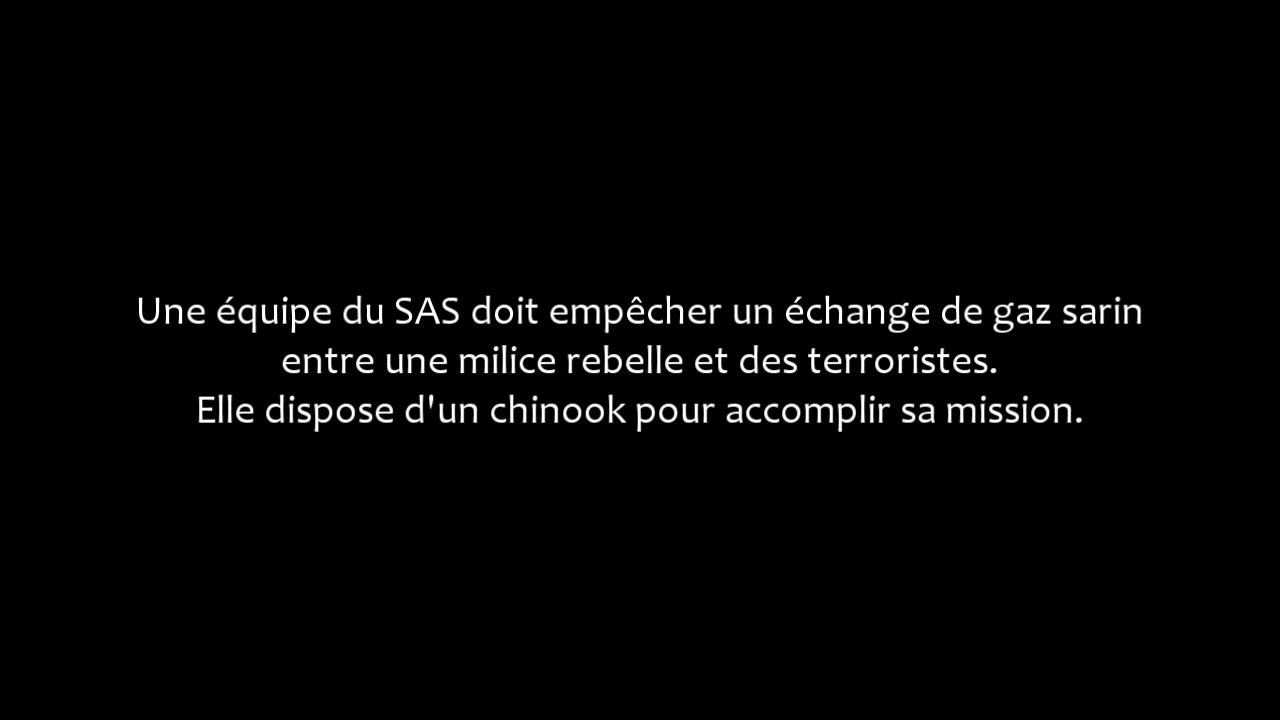 Une équipe du SAS doit empêcher un échange de gaz sarin
entre une milice rebelle et des terroristes.
Elle dispose d'un chinook pour accomplir sa mission.